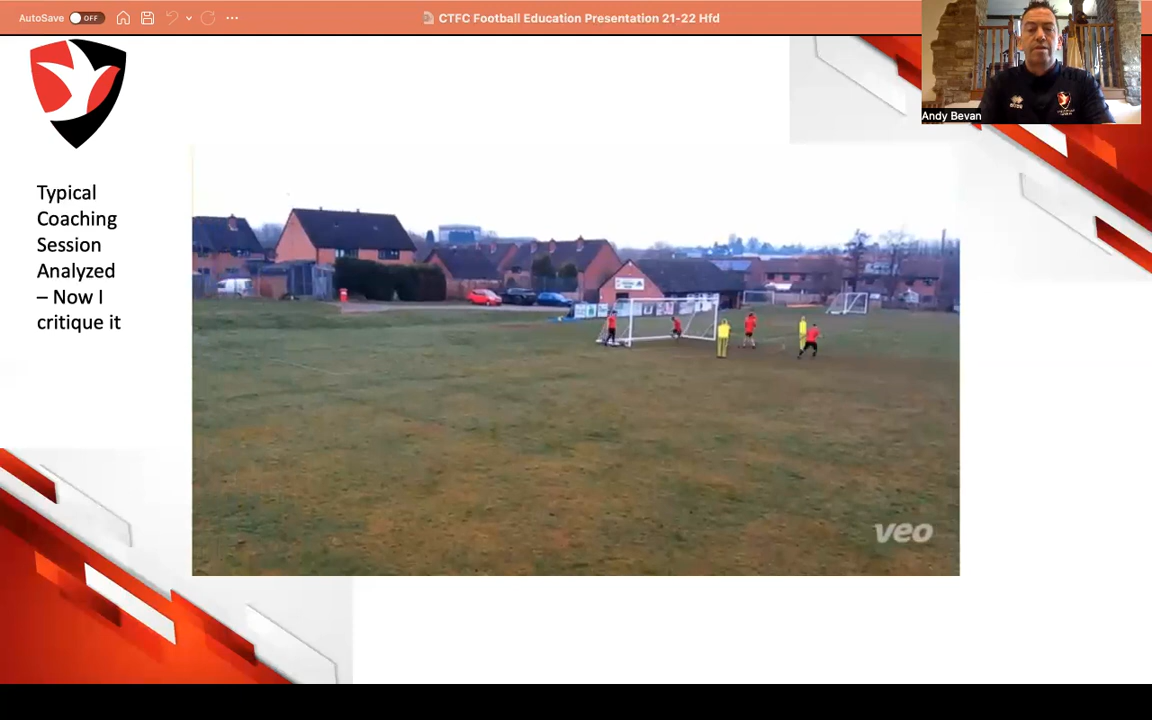 AutoSave OFF
CTFC Football Education Presentation 21-22 Hfd
Andy Bevan
Typical
Coaching
Session
Analyzed
– Now I
critique it
veo